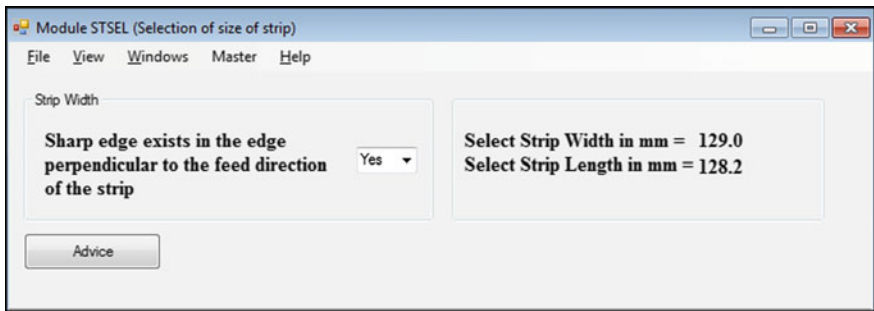 Module STSEL (Selection of size of strip)
File View Windows Master Help
Strip Width
Sharp edge exists in the edge
perpendicular to the feed direction
of the strip
Yes
Select Strip Width in mm = 129.0
Select Strip Length in mm = 128.2
Advice